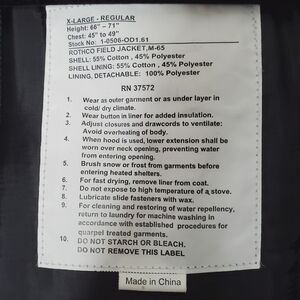 X-LARGE - REGULAR
Height: 66" - 71"
Chest: 45" to 49"
Stock No: 1-0506-OD1.61
ROTHCO FIELD JACKET,M-65
SHELL: 55% Cotton , 45% Polyester
SHELL LINING: 55% Cotton , 45% Polyester
LINING, DETACHABLE: 100% Polyester
RN 37572
1. Wear as outer garment or as under layer in
cold/ dry climate.
2. Wear button in liner for added insulation.
3. Adjust closures and drawcords to ventilate:
Avoid overheating of body.
4. When hood is used, lower extension shall be
worn over neck opening, preventing water
from entering opening.
5. Brush snow or frost from garments before
entering heated shelters.
6. For fast drying, remove liner from coat.
7. Do not expose to high temperature of a stove.
8. Lubricate slide fasteners with wax.
9. For cleaning and restoring of water repellency,
return to laundry for machine washing in
accordance with established procedures for
quarpel treated garments.
10. DO NOT STARCH OR BLEACH.
DO NOT REMOVE THIS LABEL
Made in China